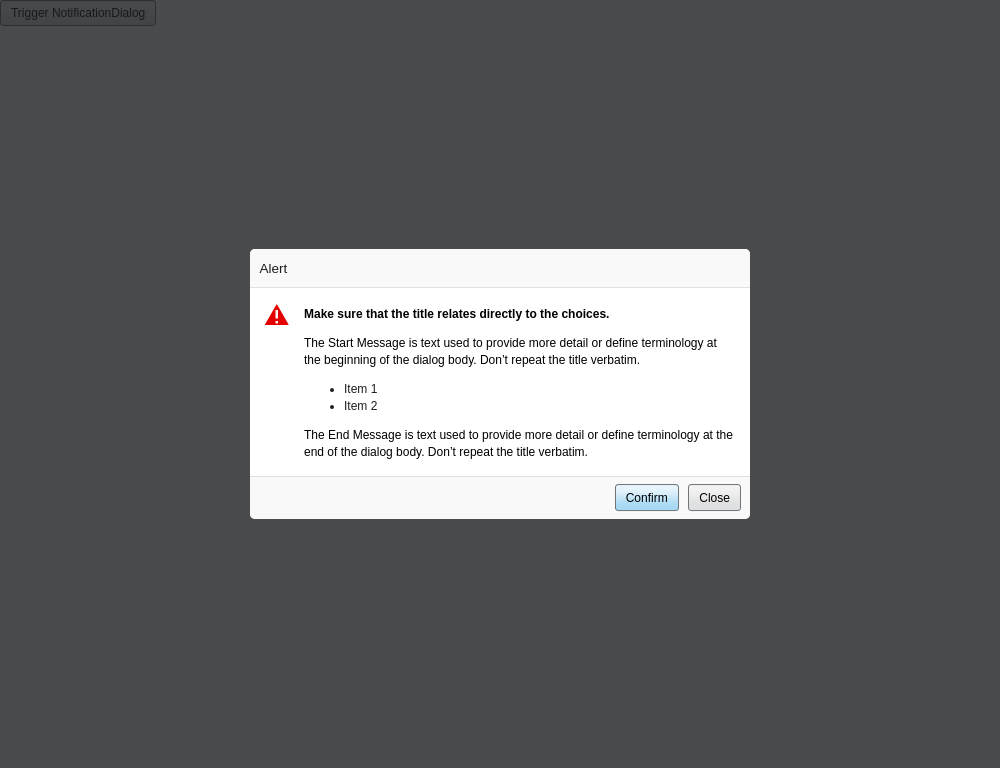 Trigger NotificationDialog
Alert
Make sure that the title relates directly to the choices.
The Start Message is text used to provide more detail or define terminology at
the beginning of the dialog body. Don’t repeat the title verbatim.
• Item 1
• Item 2
The End Message is text used to provide more detail or define terminology at the
end of the dialog body. Don’t repeat the title verbatim.
Confirm Close